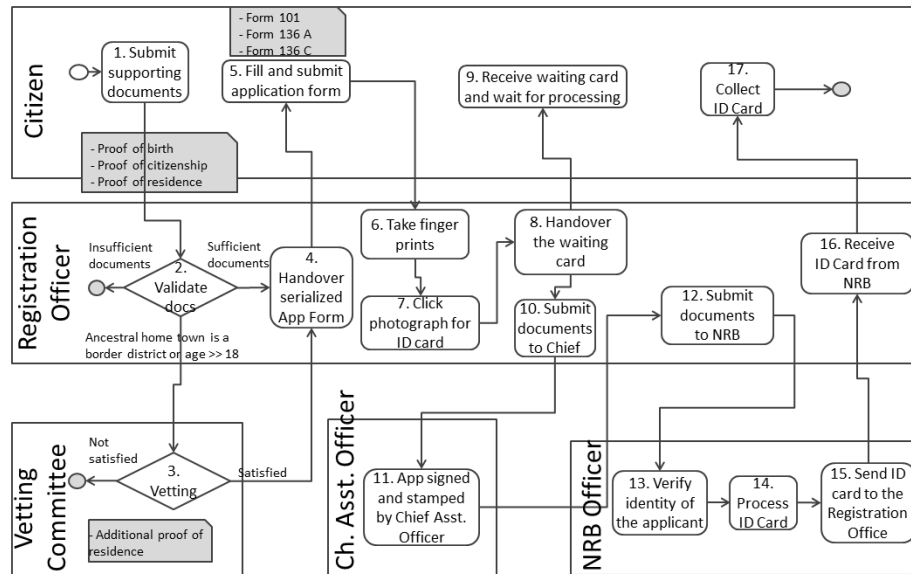 Citizen
1. Submit
supporting
documents
- Form 101
- Form 136 A
- Form 136 C
5. Fill and submit
application form
9. Receive waiting card
and wait for processing
17.
Collect
ID Card
- Proof of birth
- Proof of citizenship
- Proof of residence
Registration
Officer
Insufficient
documents
Sufficient
documents
2.
Validate
docs
Ancestral home town is a
border district or age >> 18
4.
Handover
serialized
App Form
6. Take finger
prints
7. Click
photograph for
ID card
8. Handover
the waiting
card
10. Submit
documents
to Chief
12. Submit
documents
to NRB
16. Receive
ID Card from
NRB
Vetting
Committee
Not
satisfied
3.
Vetting
Satisfied
- Additional proof of
residence
Ch. Asst. Officer
11. App signed
and stamped
by Chief Asst.
Officer
NRB Officer
13. Verify
identity of
the applicant
14.
Process
ID Card
15. Send ID
card to the
Registration
Office